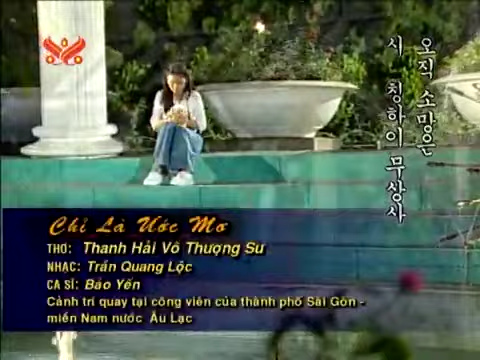 오직 소망은
시 청하이 무상사
Chỉ Là Ước Mơ
THƠ: Thanh Hải Vô Thượng Sư
NHẠC: Trần Quang Lộc
CA SĨ: Bảo Yến
Cảnh trí quay tại công viên của thành phố Sài Gòn -
miền Nam nước Âu Lạc